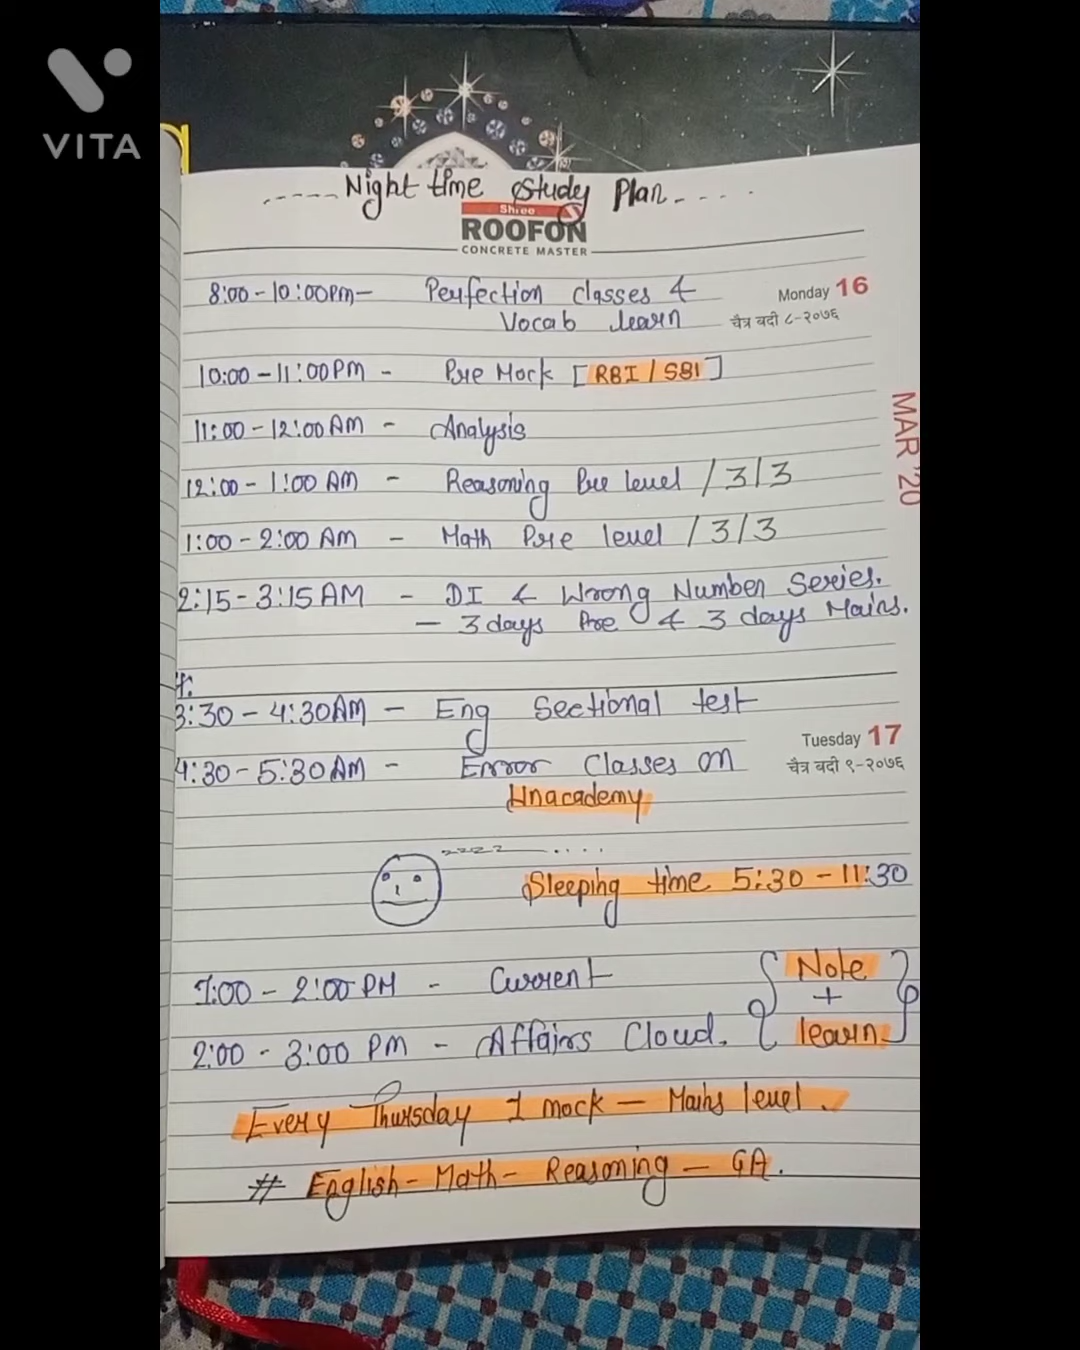 VITA
.....Night time Study Plan.....
Shree
ROOFON
CONCRETE MASTER
8:00-10:00PM- Perfection classes &
Vocab learn
Monday 16
चैत्र वदी ८-२०७६
10:00-11:00PM - Pre Mock [RBI / SBI]
MAR '20
11:00-12:00AM - Analysis
12:00-1:00 AM - Reasoning Pre level / 3/3
1:00-2:00 AM - Math Pre level / 3/3
2:15-3:15AM - DI & Wrong Number Series.
- 3 days Pre & 3 days Mains.
3:30-4:30AM - Eng Sectional test
Tuesday 17
चैत्र वदी ९-२०७६
4:30-5:30AM - Error Classes on
Unacademy
zzzz ....
Sleeping time 5:30-11:30
1:00-2:00 PM - Current
2:00-3:00 PM - Affairs Cloud.
{Note
+
learn}
Every Thursday 1 mock - Mains level.
# English- Math- Reasoning - GA.